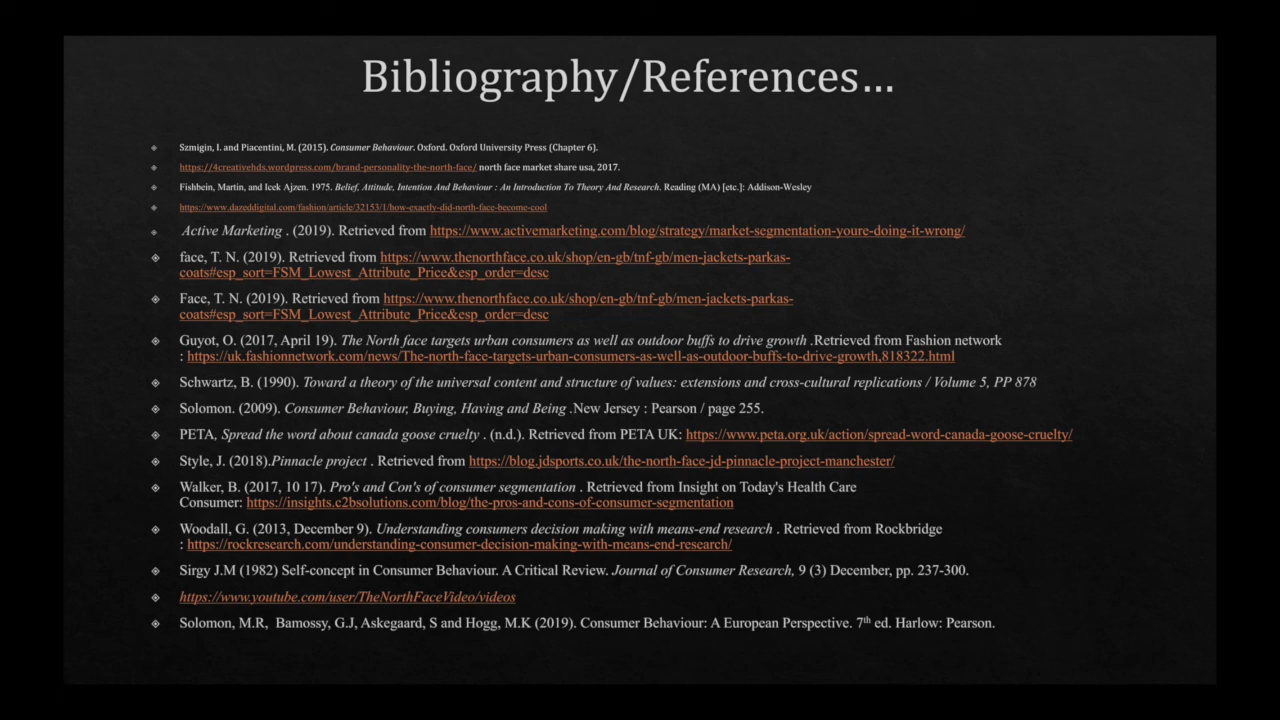 Bibliography/References...
Szmigin, I. and Piacentini, M. (2015). Consumer Behaviour. Oxford. Oxford University Press (Chapter 6).
https://4creativehds.wordpress.com/brand-personality-the-north-face/ north face market share usa, 2017.
Fishbein, Martin, and Icek Ajzen. 1975. Belief, Attitude, Intention And Behaviour : An Introduction To Theory And Research. Reading (MA) [etc.]: Addison-Wesley
https://www.dazeddigital.com/fashion/article/32153/1/how-exactly-did-north-face-become-cool
Active Marketing . (2019). Retrieved from https://www.activemarketing.com/blog/strategy/market-segmentation-youre-doing-it-wrong/
face, T. N. (2019). Retrieved from https://www.thenorthface.co.uk/shop/en-gb/tnf-gb/men-jackets-parkas-
coats#esp_sort=FSM_Lowest_Attribute_Price&esp_order=desc
Face, T. N. (2019). Retrieved from https://www.thenorthface.co.uk/shop/en-gb/tnf-gb/men-jackets-parkas-
coats#esp_sort=FSM_Lowest_Attribute_Price&esp_order=desc
Guyot, O. (2017, April 19). The North face targets urban consumers as well as outdoor buffs to drive growth .Retrieved from Fashion network
: https://uk.fashionnetwork.com/news/The-north-face-targets-urban-consumers-as-well-as-outdoor-buffs-to-drive-growth,818322.html
Schwartz, B. (1990). Toward a theory of the universal content and structure of values: extensions and cross-cultural replications / Volume 5, PP 878
Solomon. (2009). Consumer Behaviour, Buying, Having and Being .New Jersey : Pearson / page 255.
PETA, Spread the word about canada goose cruelty . (n.d.). Retrieved from PETA UK: https://www.peta.org.uk/action/spread-word-canada-goose-cruelty/
Style, J. (2018).Pinnacle project . Retrieved from https://blog.jdsports.co.uk/the-north-face-jd-pinnacle-project-manchester/
Walker, B. (2017, 10 17). Pro's and Con's of consumer segmentation . Retrieved from Insight on Today's Health Care
Consumer: https://insights.c2bsolutions.com/blog/the-pros-and-cons-of-consumer-segmentation
Woodall, G. (2013, December 9). Understanding consumers decision making with means-end research . Retrieved from Rockbridge
: https://rockresearch.com/understanding-consumer-decision-making-with-means-end-research/
Sirgy J.M (1982) Self-concept in Consumer Behaviour. A Critical Review. Journal of Consumer Research, 9 (3) December, pp. 237-300.
https://www.youtube.com/user/TheNorthFaceVideo/videos
Solomon, M.R, Bamossy, G.J, Askegaard, S and Hogg, M.K (2019). Consumer Behaviour: A European Perspective. 7th ed. Harlow: Pearson.